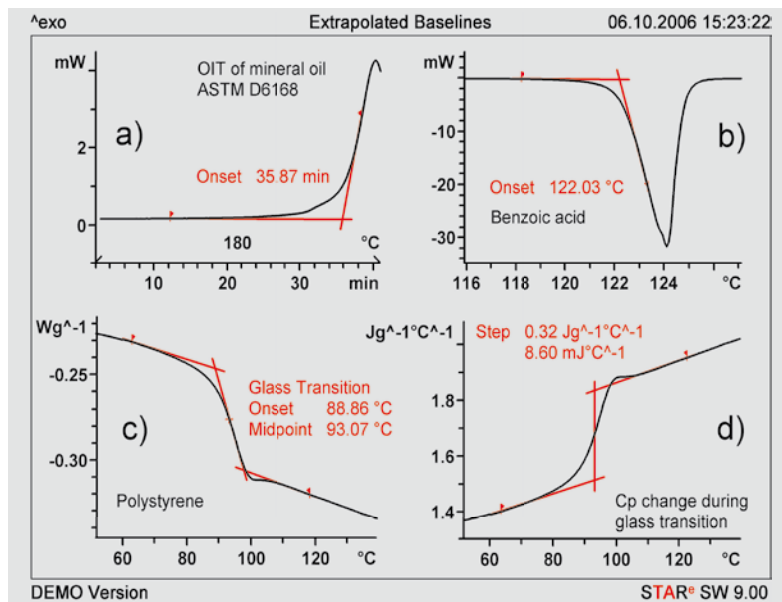 ^exo Extrapolated Baselines 06.10.2006 15:23:22
mW
OIT of mineral oil
ASTM D6168
a)
Onset 35.87 min
2
0
180 °C
10 20 30 min
mW
-10
-20
-30
b)
Onset 122.03 °C
Benzoic acid
116 118 120 122 124 °C
Wg^-1
-0.25
-0.30
Glass Transition
Onset 88.86 °C
Midpoint 93.07 °C
c)
Polystyrene
60 80 100 120 °C
Jg^-1°C^-1
Step 0.32 Jg^-1°C^-1
8.60 mJ°C^-1
1.8
1.6
1.4
d)
Cp change during
glass transition
60 80 100 120 °C
DEMO Version STARe SW 9.00